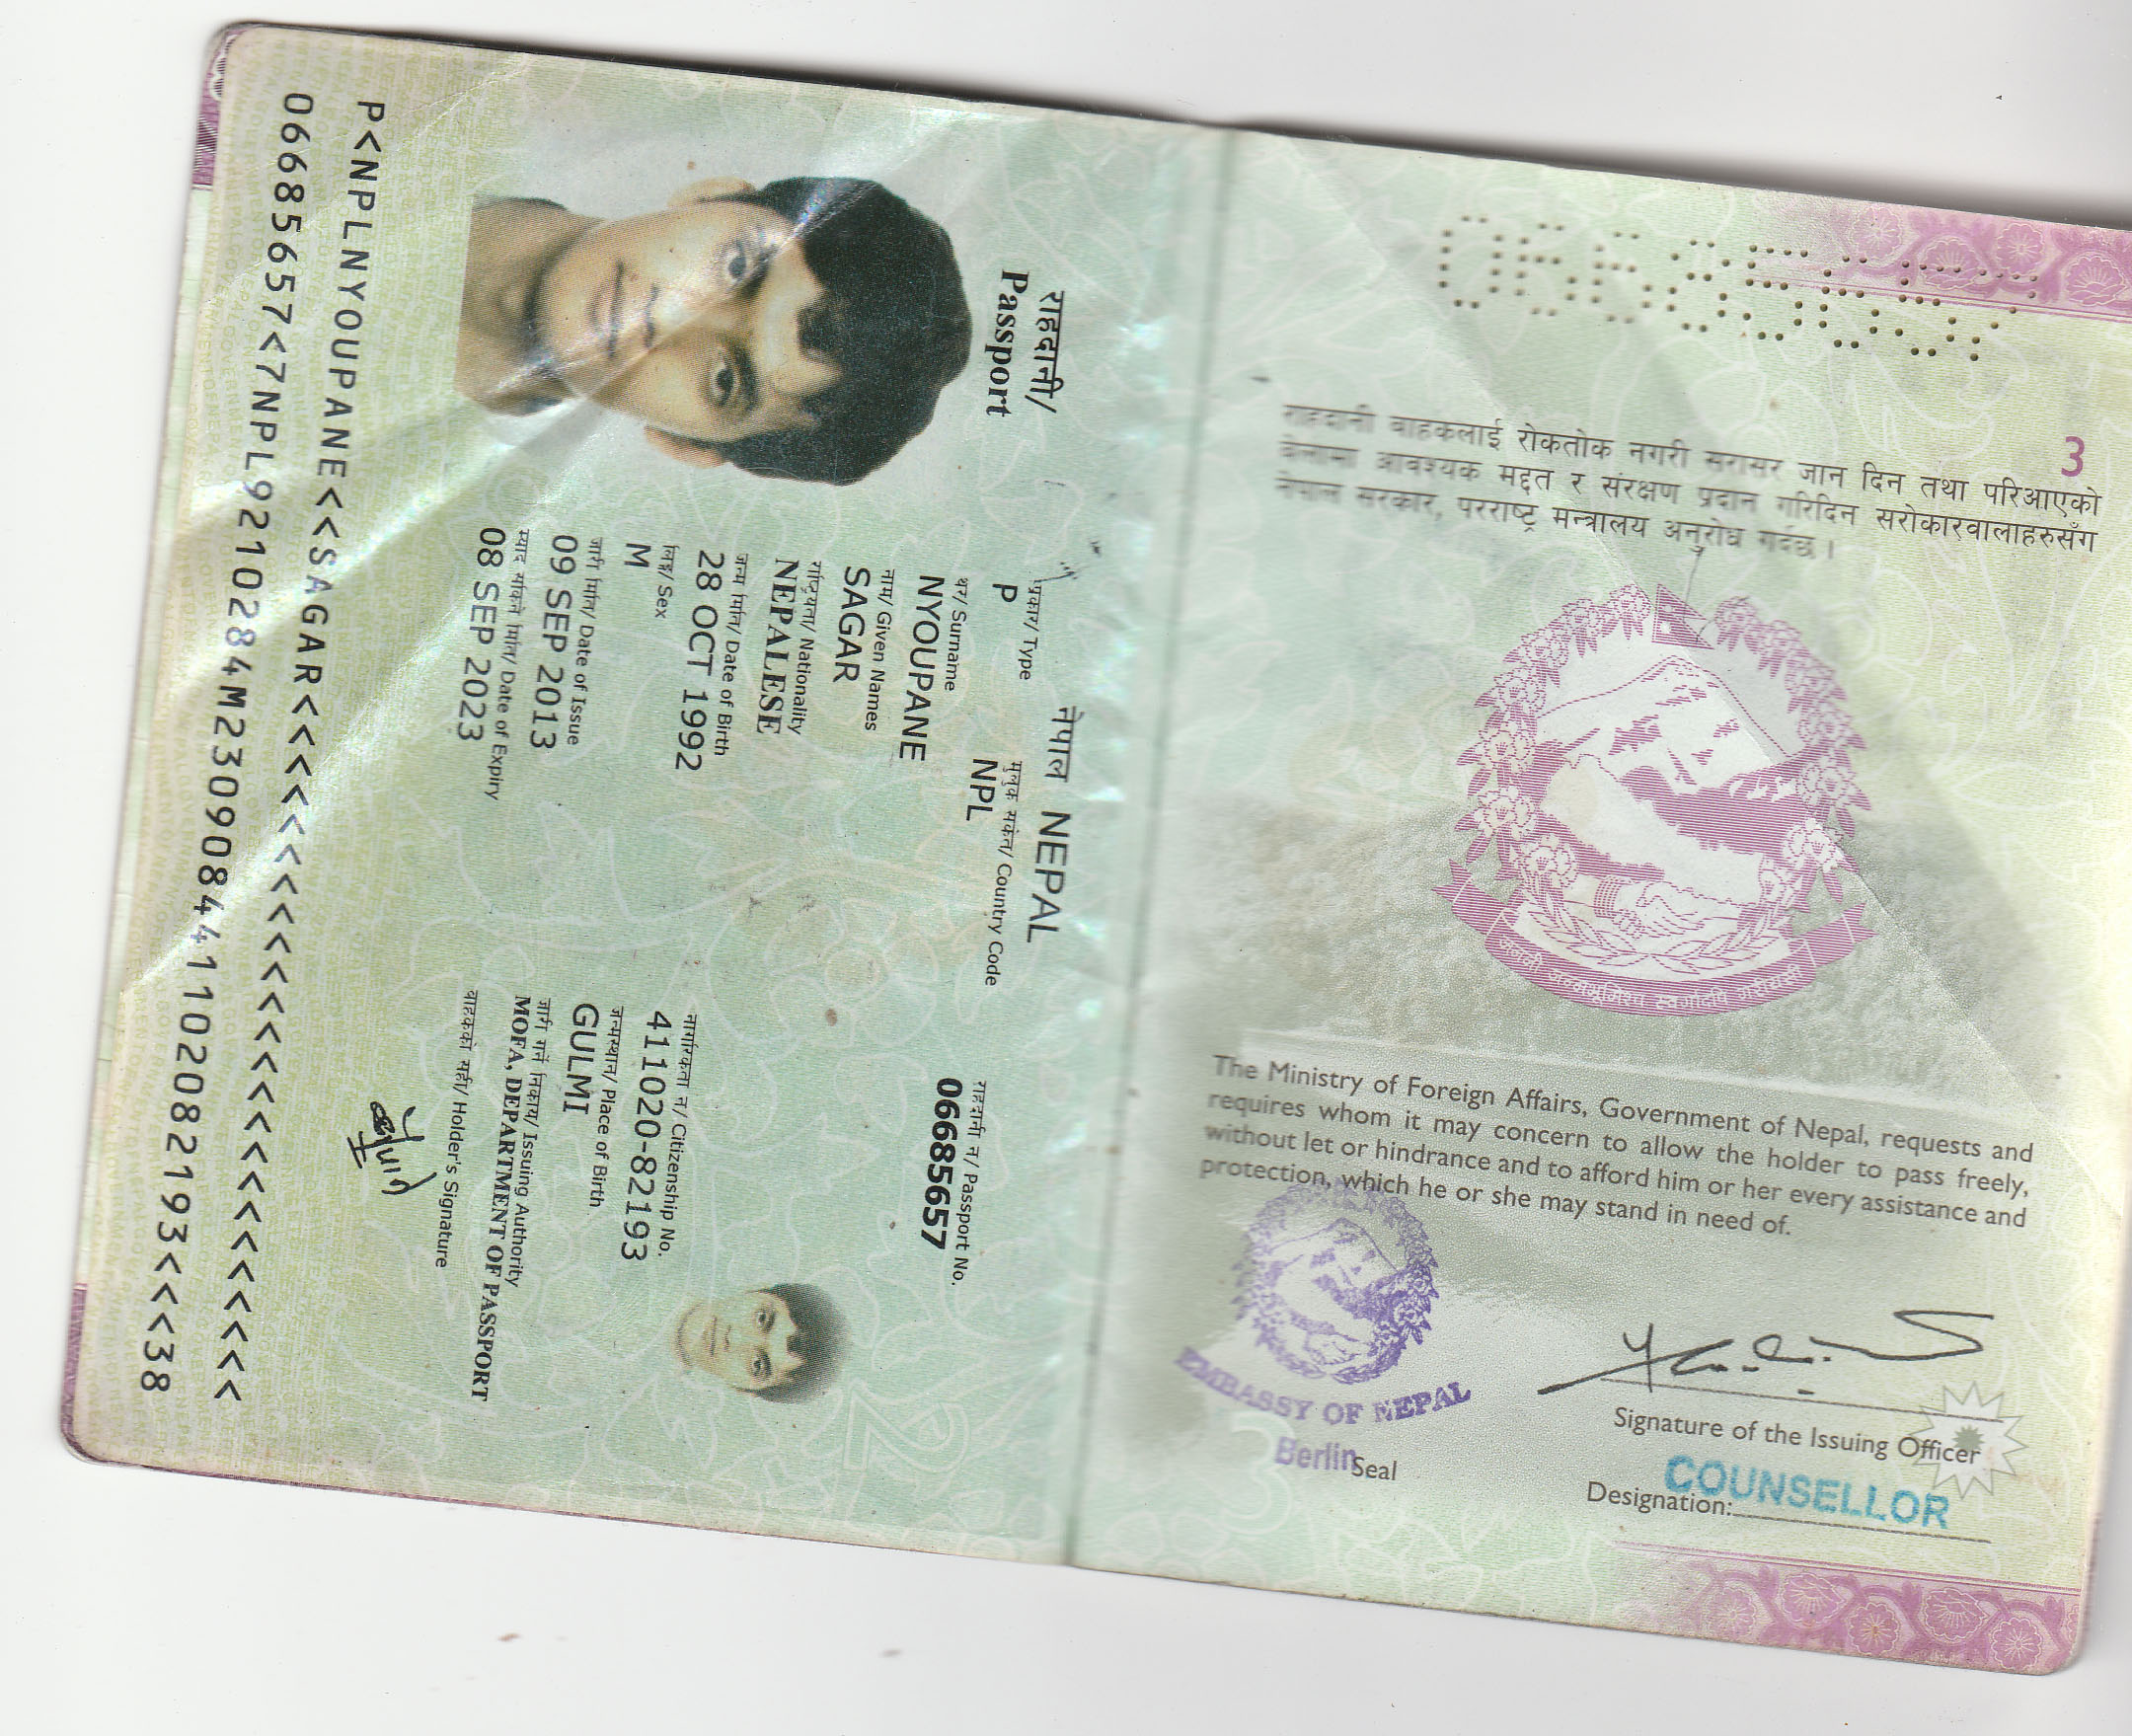 राहदानी/
Passport
नेपाल NEPAL
प्रकार/ Type
P
मुलुक संकेत/ Country Code
NPL
राहदानी नं/ Passport No.
06685657
थर/ Surname
NYOUPANE
नाम/ Given Names
SAGAR
राष्ट्रियता/ Nationality
NEPALESE
जन्म मिति/ Date of Birth
28 OCT 1992
नागरिकता नं/ Citizenship No.
411020-82193
लिङ्ग/ Sex
M
जन्मस्थान/ Place of Birth
GULMI
जारी मिति/ Date of Issue
09 SEP 2013
जारी गर्ने निकाय/ Issuing Authority
MOFA, DEPARTMENT OF PASSPORT
म्याद सकिने मिति/ Date of Expiry
08 SEP 2023
वाहकको सही/ Holder's Signature
P<NPLNYOUPANE<<SAGAR<<<<<<<<<<<<<<<<<<<<<<<<
06685657<7NPL9210284M230908441102082193<<<38
06685657
3
राहदानी बाहकलाई रोकतोक नगरी सरासर जान दिन तथा परिआएको
बेलामा आवश्यक मद्दत र संरक्षण प्रदान गरिदिन सरोकारवालाहरुसँग
नेपाल सरकार, परराष्ट्र मन्त्रालय अनुरोध गर्दछ ।
The Ministry of Foreign Affairs, Government of Nepal, requests and
requires whom it may concern to allow the holder to pass freely,
without let or hindrance and to afford him or her every assistance and
protection, which he or she may stand in need of.
EMBASSY OF NEPAL
Berlin
Seal
Signature of the Issuing Officer
COUNSELLOR
Designation:
3
2